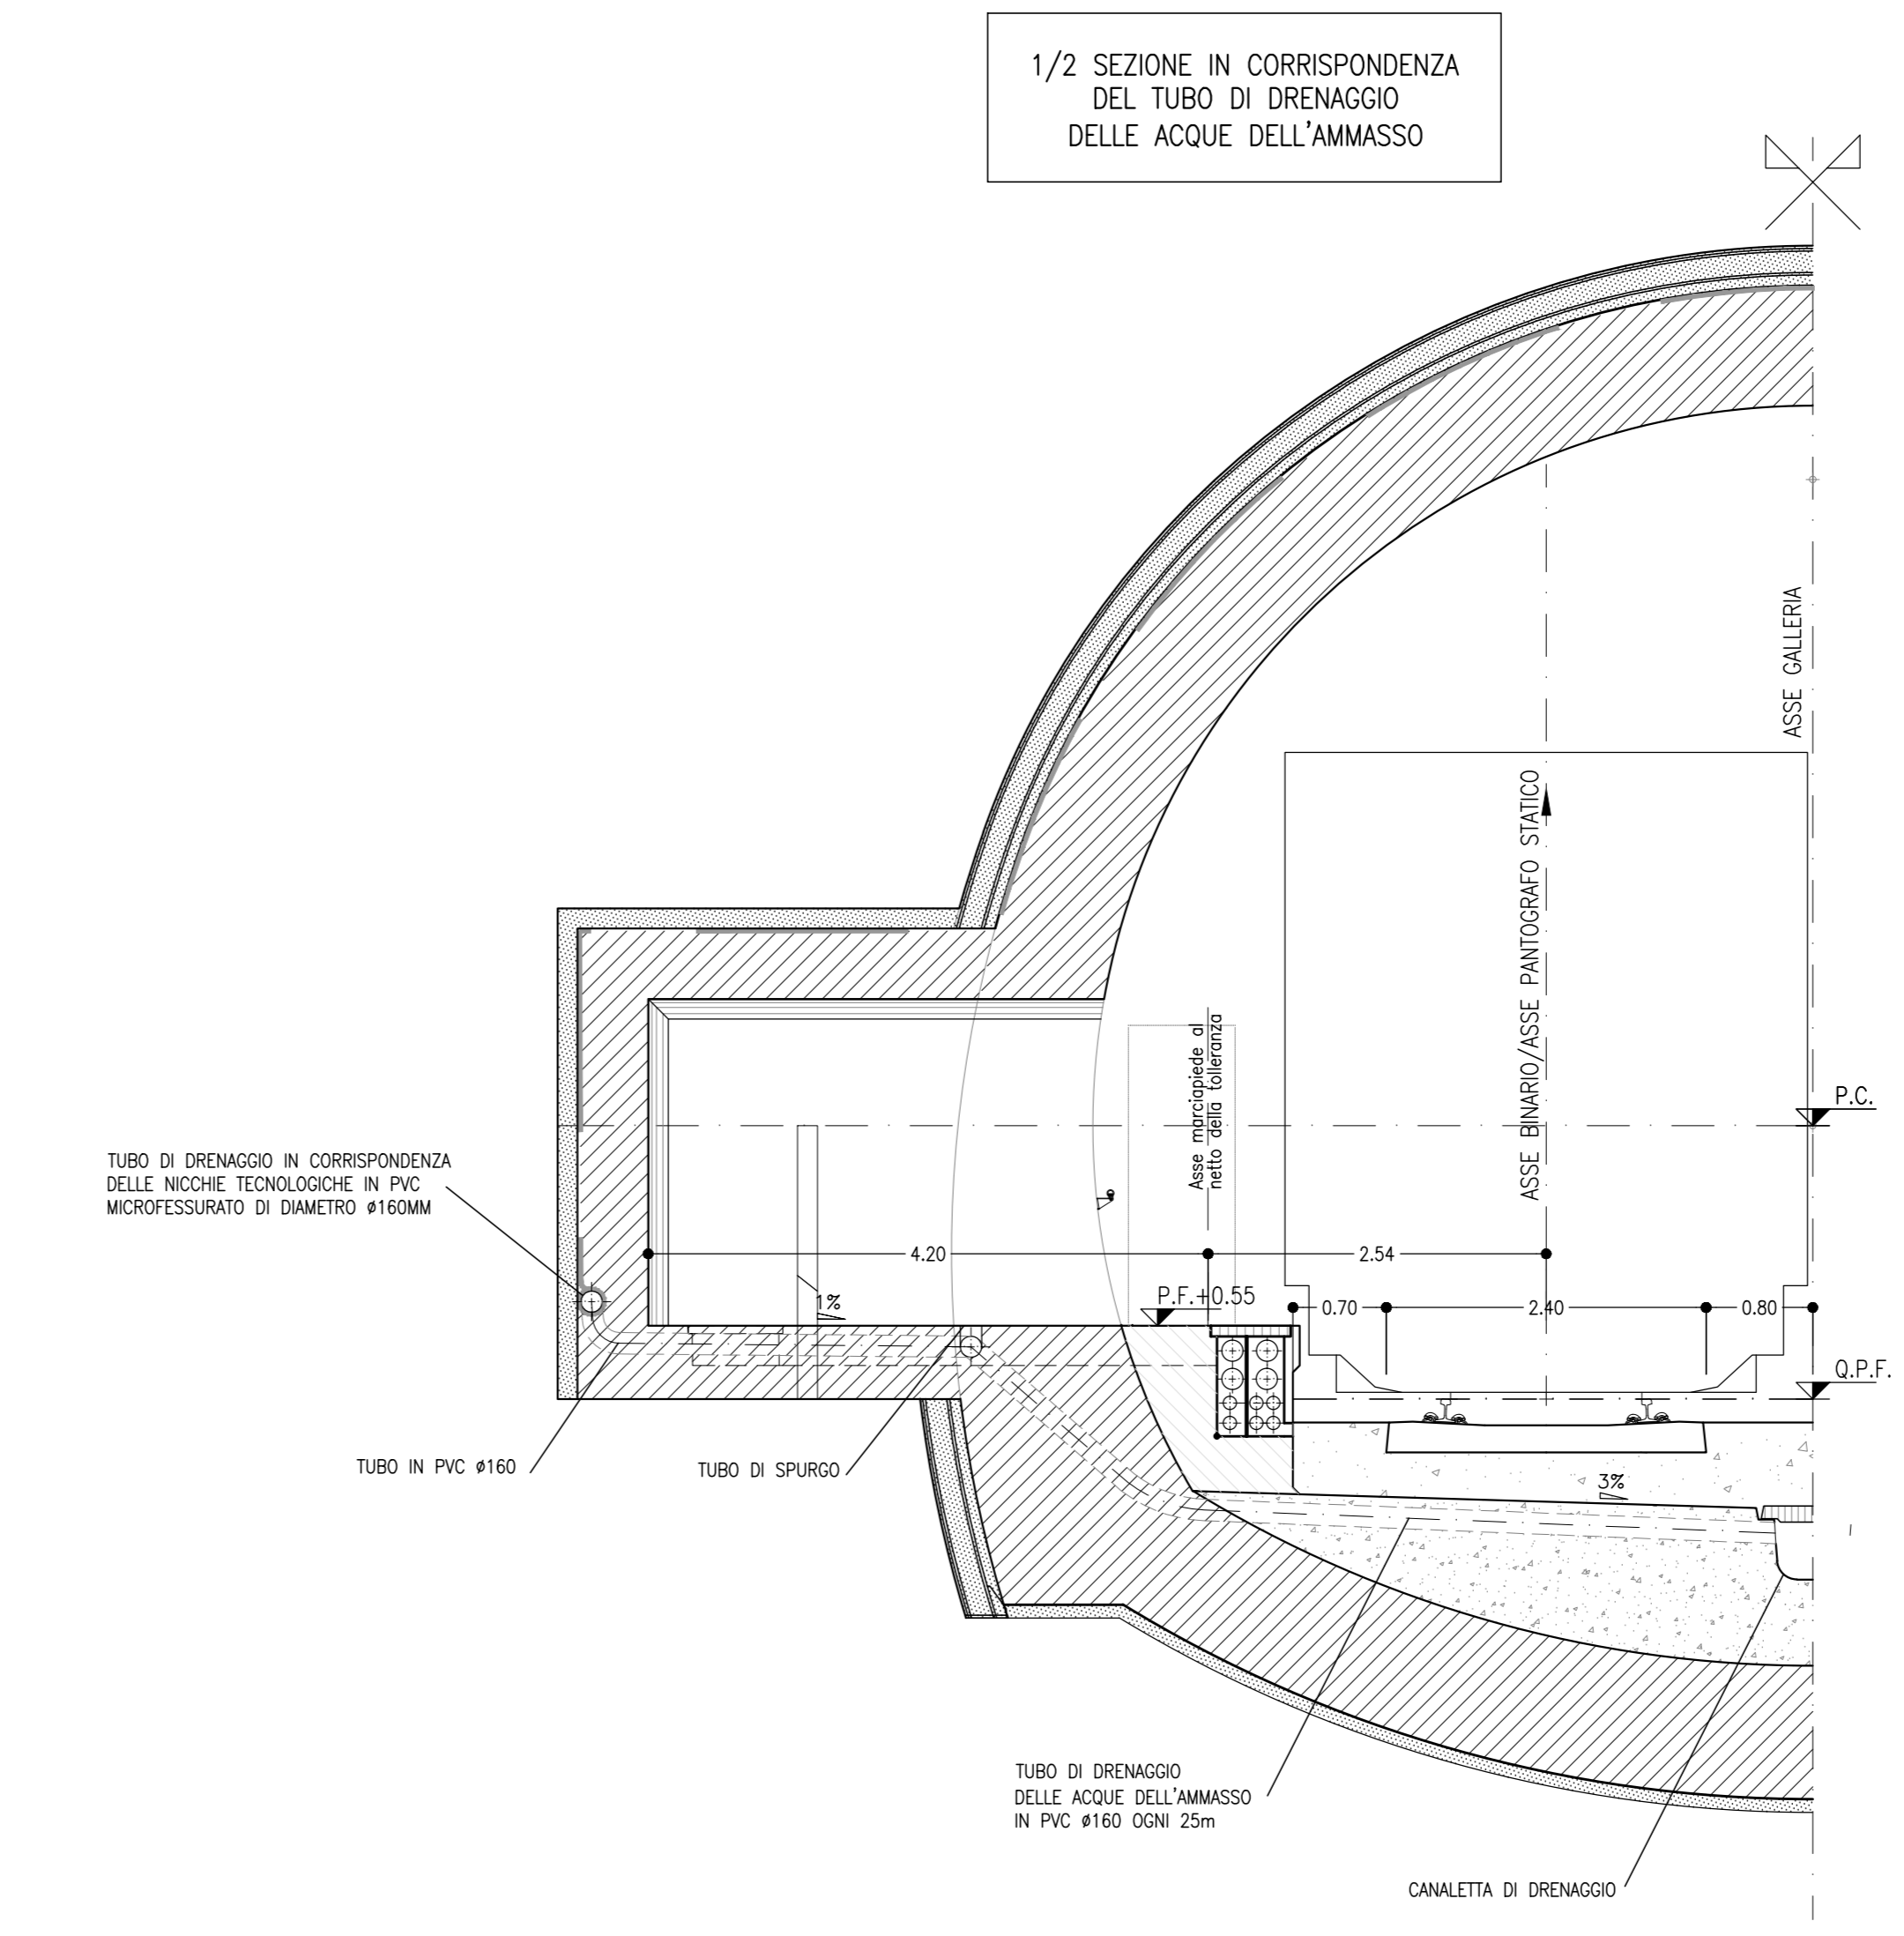 1/2 SEZIONE IN CORRISPONDENZA
DEL TUBO DI DRENAGGIO
DELLE ACQUE DELL'AMMASSO
ASSE GALLERIA
ASSE BINARIO/ASSE PANTOGRAFO STATICO
Asse marciapiede al
netto della tolleranza
P.C.
TUBO DI DRENAGGIO IN CORRISPONDENZA
DELLE NICCHIE TECNOLOGICHE IN PVC
MICROFESSURATO DI DIAMETRO ø160MM
4.20
2.54
1%
P.F.+0.55
0.70
2.40
0.80
Q.P.F.
TUBO IN PVC ø160
TUBO DI SPURGO
3%
TUBO DI DRENAGGIO
DELLE ACQUE DELL'AMMASSO
IN PVC ø160 OGNI 25m
CANALETTA DI DRENAGGIO